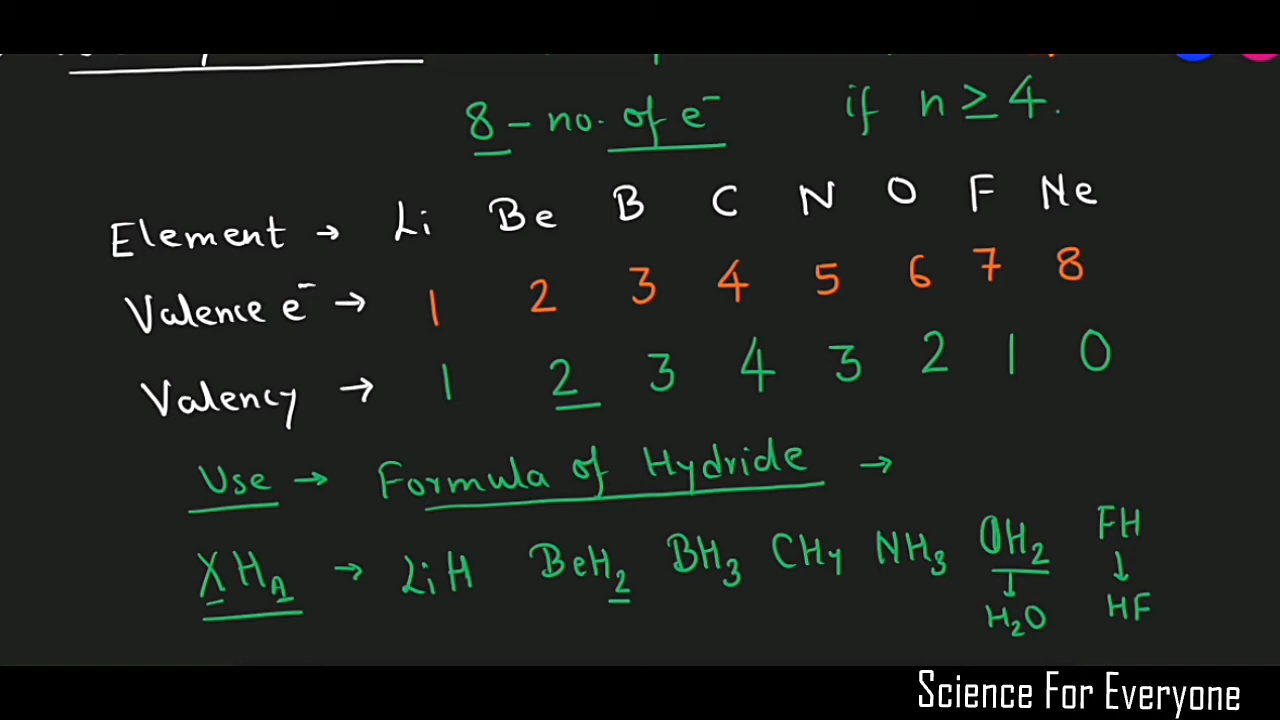 8 - no. of e⁻ if n ≥ 4.
Element → Li Be B C N O F Ne
Valence e⁻ → 1 2 3 4 5 6 7 8
Valency → 1 2 3 4 3 2 1 0
Use → Formula of Hydride →
XH_A → LiH BeH₂ BH₃ CH₄ NH₃ OH₂ FH
↓ ↓
H₂O HF
Science For Everyone